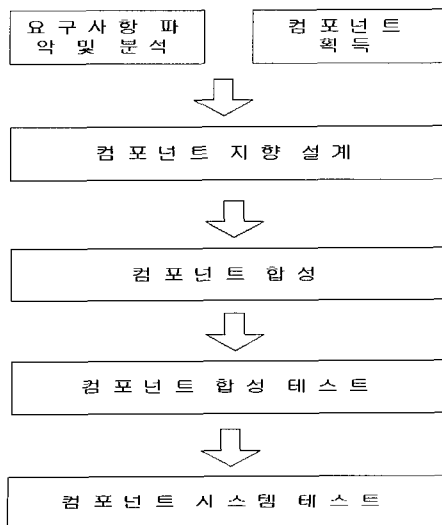 요구사항 파
악 및 분석
컴포넌트
획득
컴포넌트 지향 설계
컴포넌트 합성
컴포넌트 합성 테스트
컴포넌트 시스템 테스트